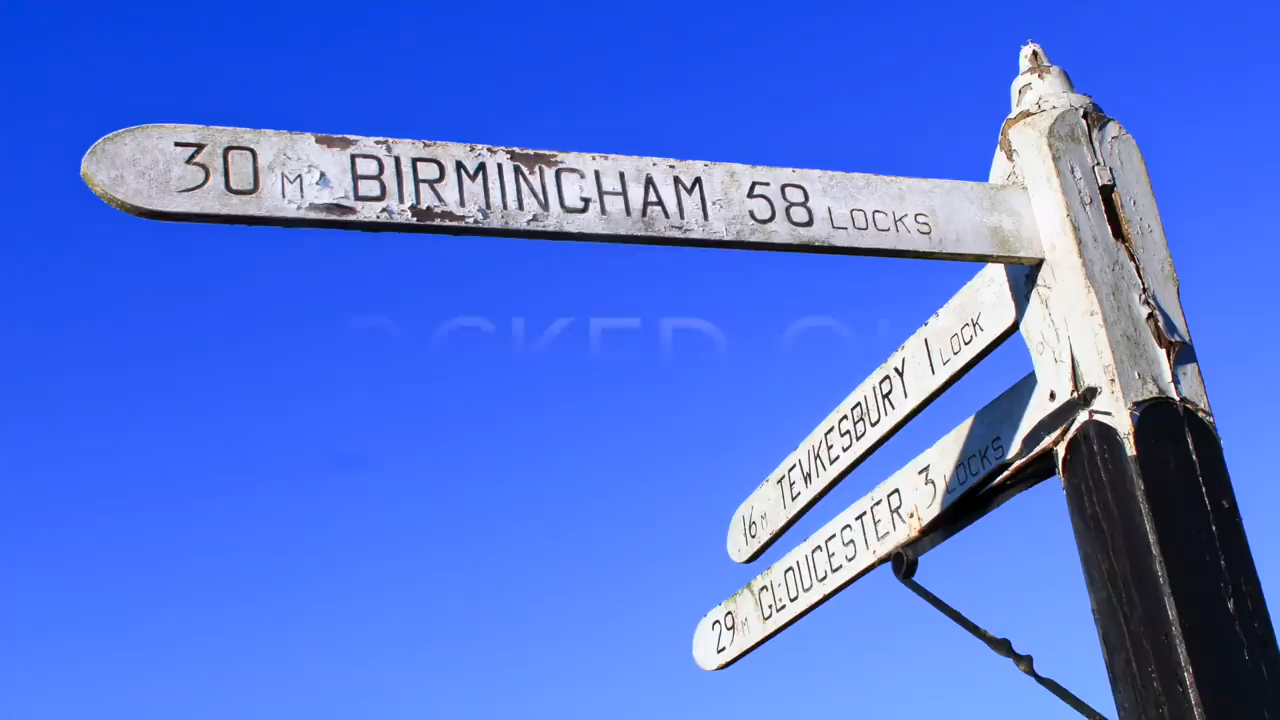 30 M BIRMINGHAM 58 LOCKS
16 M TEWKESBURY 1 LOCK
29 M GLOUCESTER 3 LOCKS